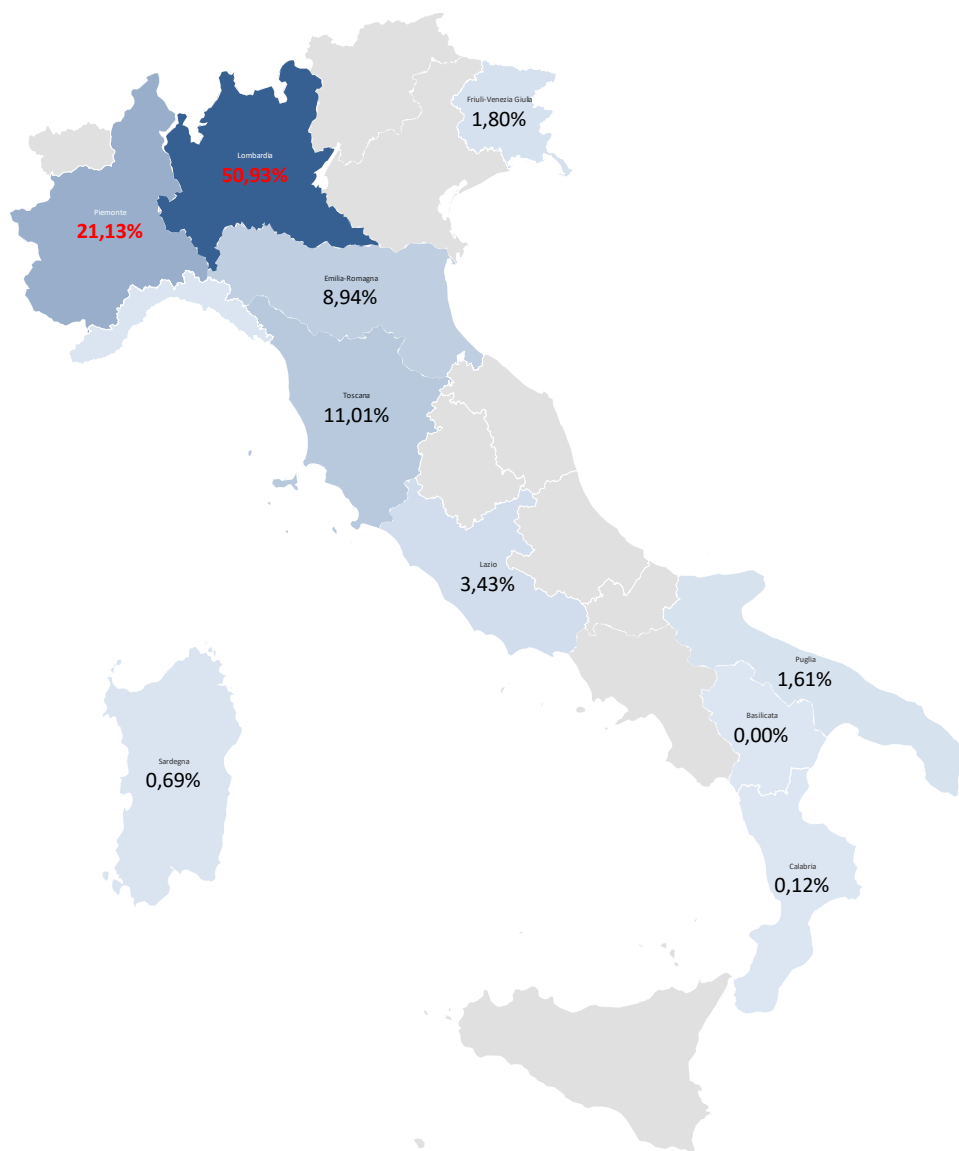 Friuli-Venezia Giulia
1,80%
Lombardia
50,93%
Piemonte
21,13%
Emilia-Romagna
8,94%
Toscana
11,01%
Lazio
3,43%
Puglia
1,61%
Basilicata
0,00%
Sardegna
0,69%
Calabria
0,12%